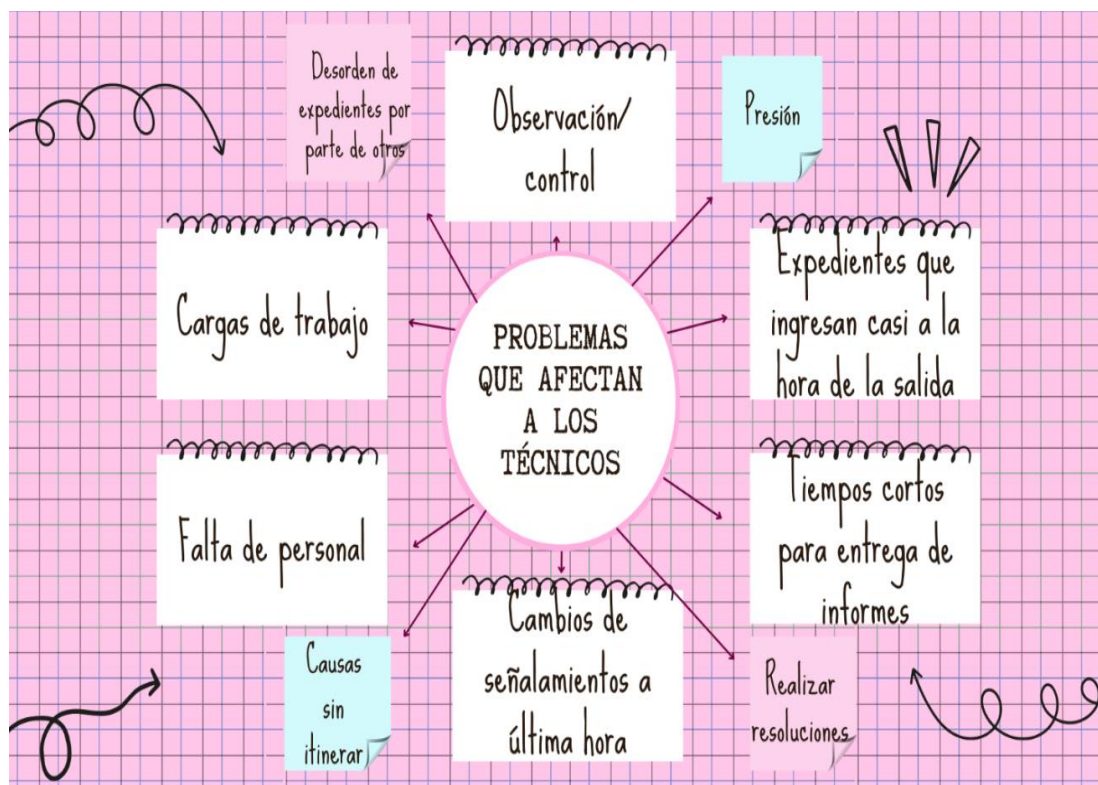 Desorden de
expedientes por
parte de otros
Observación/
control
Presión
Cargas de trabajo
Expedientes que
ingresan casi a la
hora de la salida
PROBLEMAS
QUE AFECTAN
A LOS
TÉCNICOS
Falta de personal
Tiempos cortos
para entrega de
informes
Causas
sin
itinerar
Cambios de
señalamientos a
última hora
Realizar
resoluciones